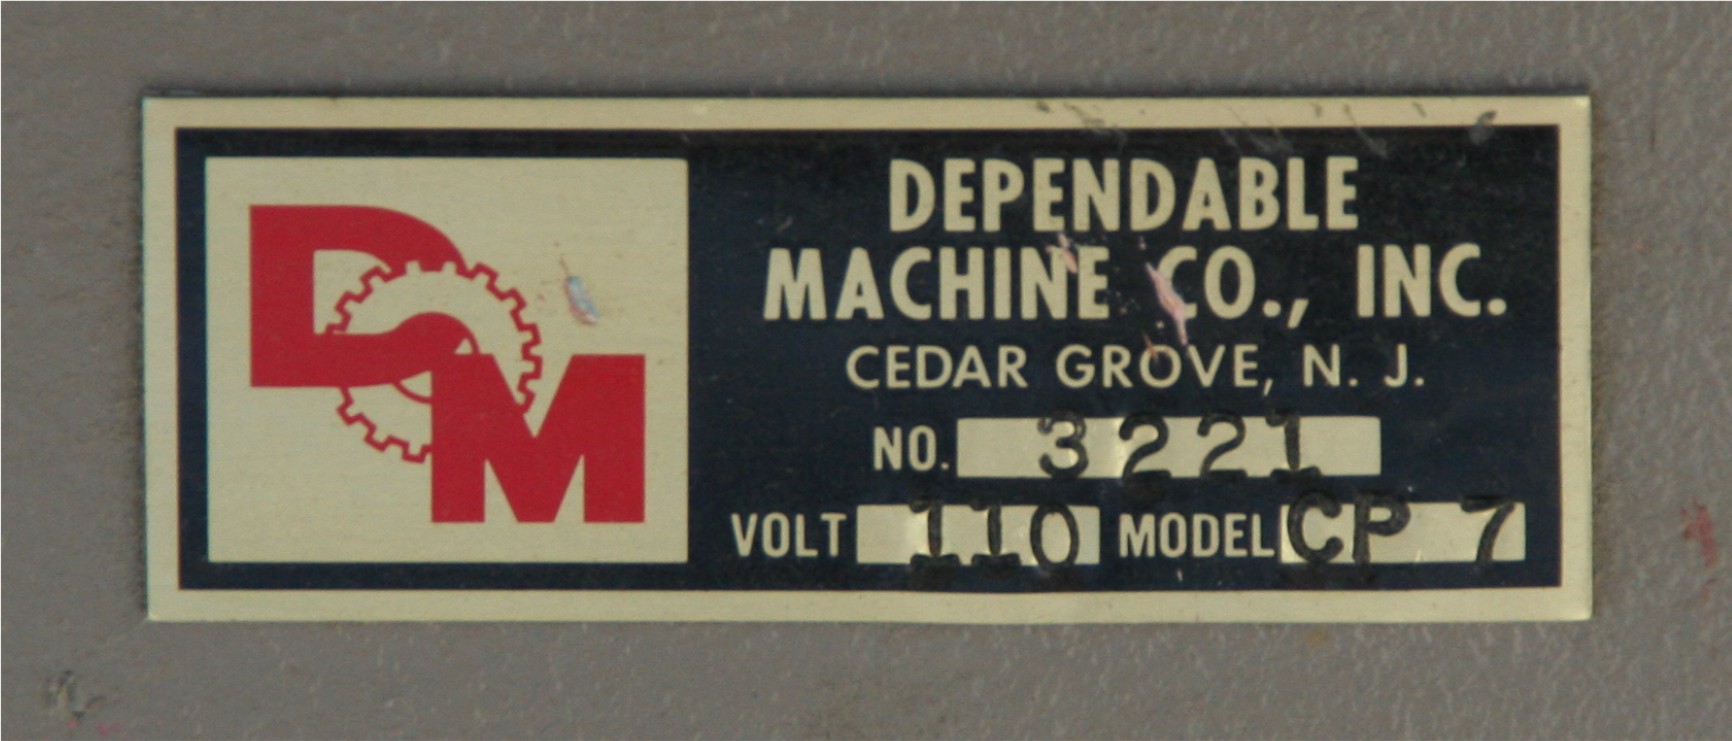 DM
DEPENDABLE
MACHINE CO., INC.
CEDAR GROVE, N. J.
NO. 3221
VOLT 110 MODEL CP 7